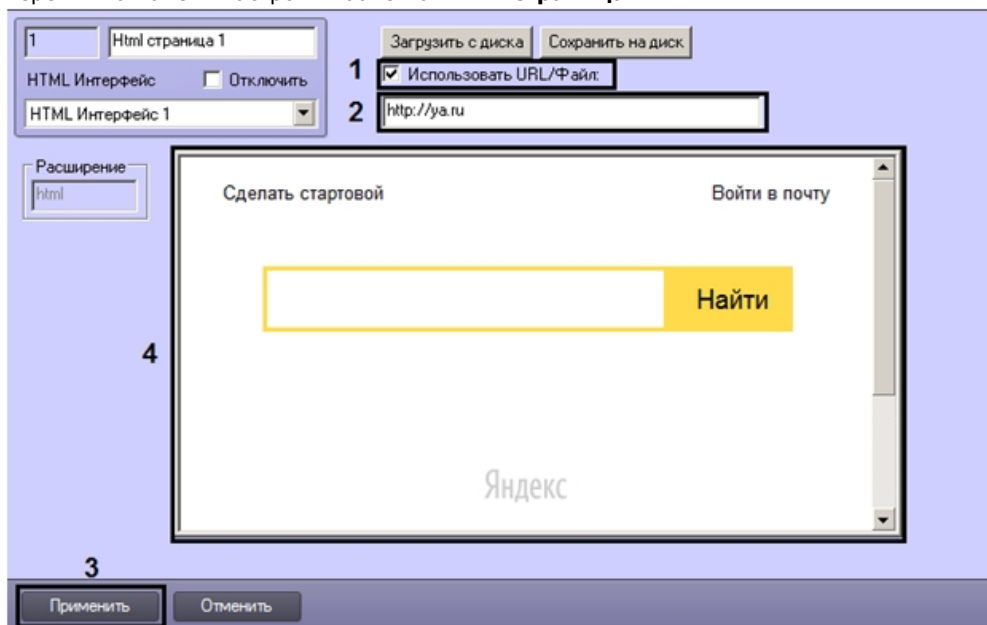 1 Html страница 1
Загрузить с диска Сохранить на диск
HTML Интерфейс Отключить
1 Использовать URL/Файл:
HTML Интерфейс 1
2 http://ya.ru
Расширение
html
Сделать стартовой Войти в почту
Найти
4
Яндекс
3
Применить Отменить